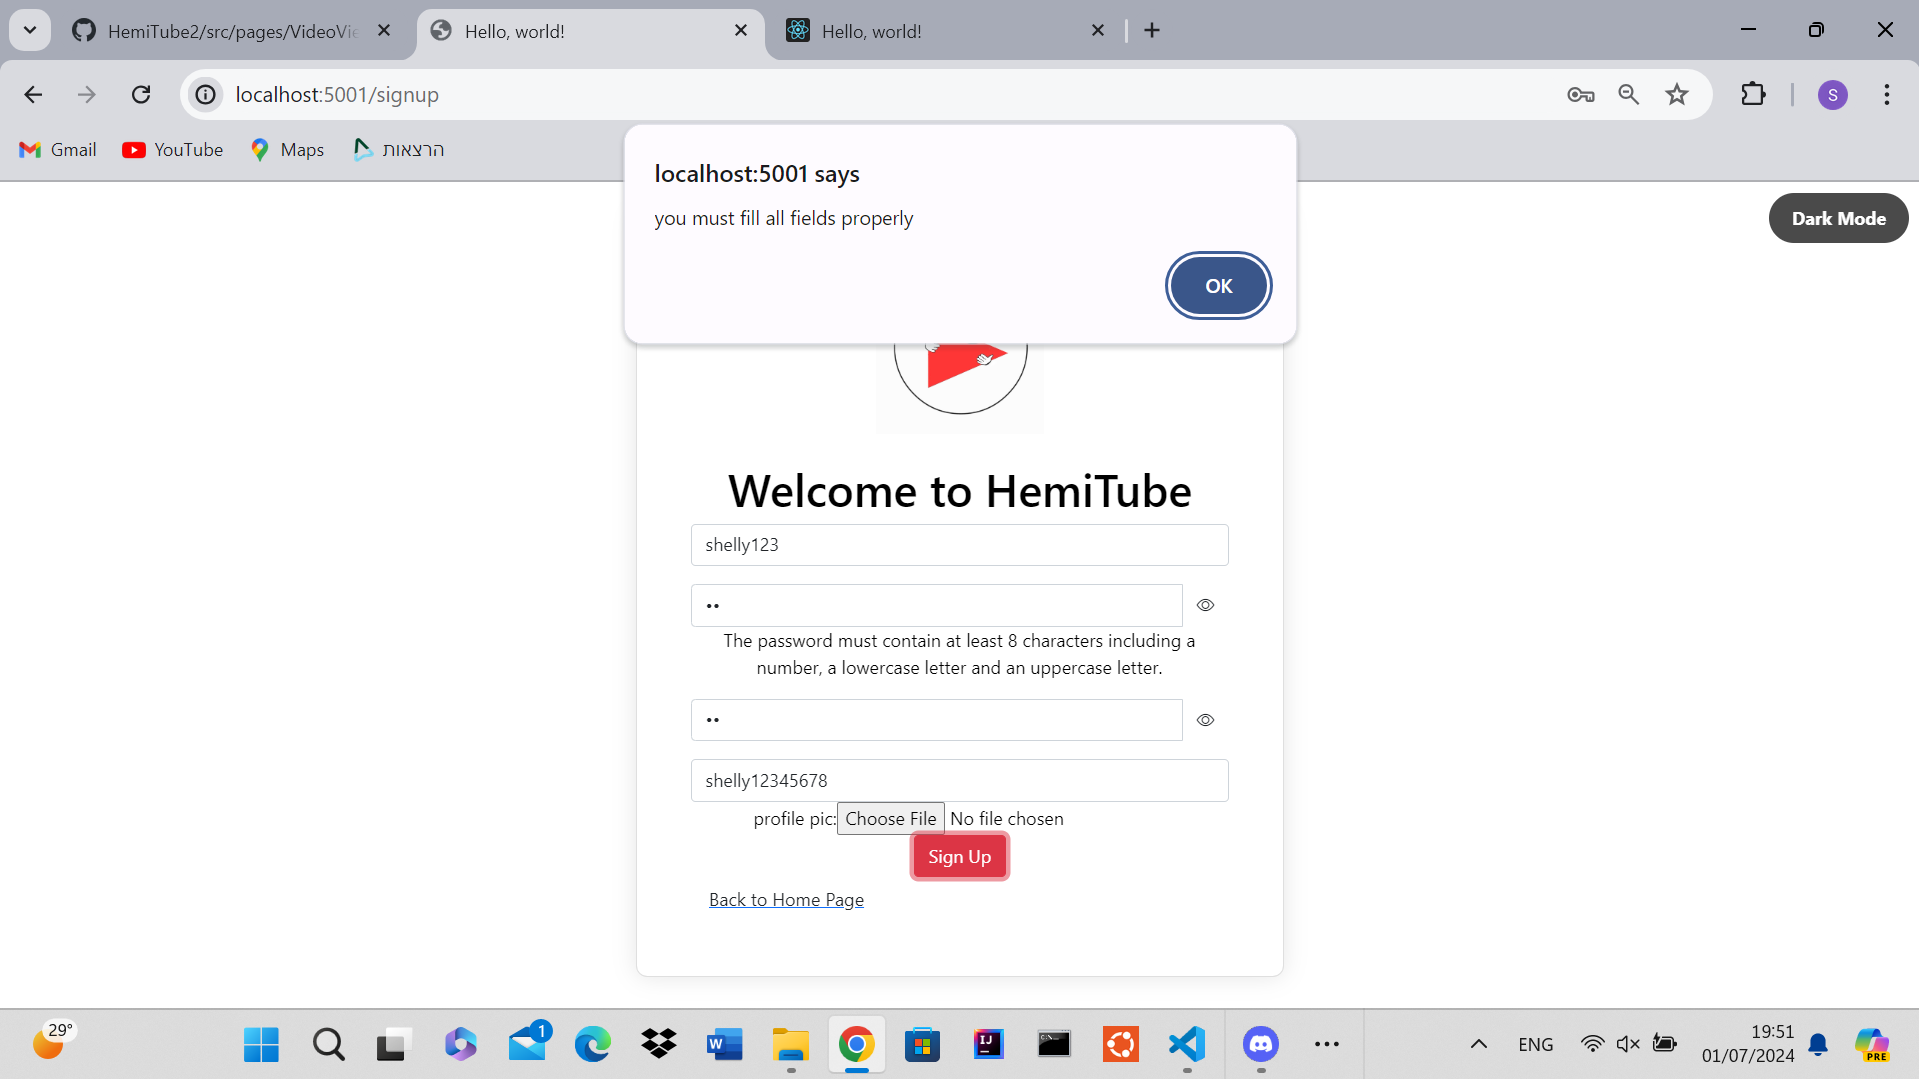 HemiTube2/src/pages/VideoVie
Hello, world!
Hello, world!
localhost:5001/signup
S
Gmail
YouTube
Maps
הרצאות
localhost:5001 says
you must fill all fields properly
OK
Dark Mode
Welcome to HemiTube
shelly123
••
The password must contain at least 8 characters including a
number, a lowercase letter and an uppercase letter.
••
shelly12345678
profile pic: Choose File No file chosen
Sign Up
Back to Home Page
29°
1
W
IJ
C:\
ENG
19:51
01/07/2024
PRE